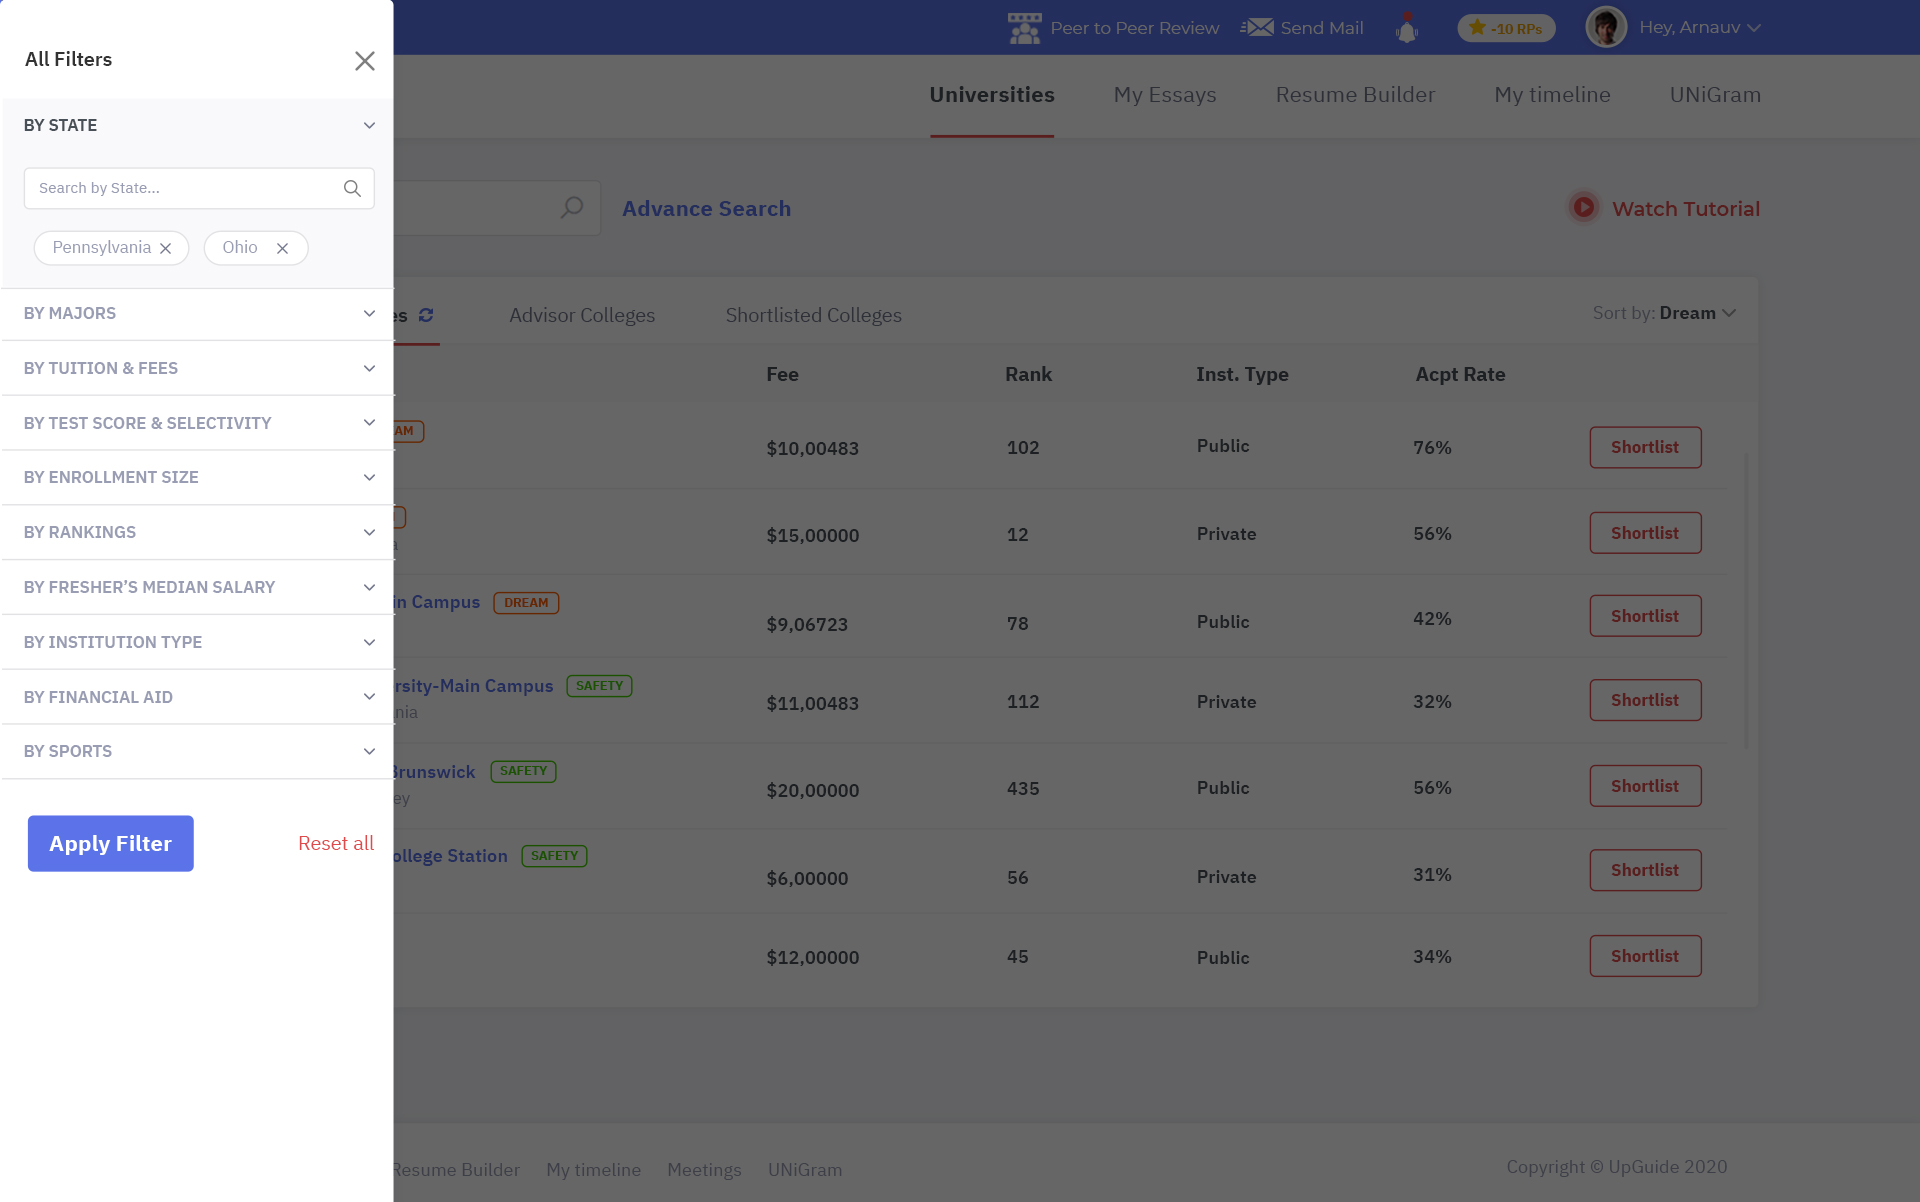 All Filters
BY STATE
Search by State...
Pennsylvania
Ohio
BY MAJORS
BY TUITION & FEES
BY TEST SCORE & SELECTIVITY
BY ENROLLMENT SIZE
BY RANKINGS
BY FRESHER’S MEDIAN SALARY
BY INSTITUTION TYPE
BY FINANCIAL AID
BY SPORTS
Apply Filter
Reset all
Peer to Peer Review
Send Mail
-10 RPs
Hey, Arnauv
Universities
My Essays
Resume Builder
My timeline
UNiGram
Advance Search
Watch Tutorial
es
Advisor Colleges
Shortlisted Colleges
Sort by: Dream
Fee
Rank
Inst. Type
Acpt Rate
AM
$10,00483
102
Public
76%
Shortlist
a
$15,00000
12
Private
56%
Shortlist
in Campus
DREAM
$9,06723
78
Public
42%
Shortlist
rsity-Main Campus
SAFETY
nia
$11,00483
112
Private
32%
Shortlist
Brunswick
SAFETY
ey
$20,00000
435
Public
56%
Shortlist
ollege Station
SAFETY
$6,00000
56
Private
31%
Shortlist
$12,00000
45
Public
34%
Shortlist
Resume Builder
My timeline
Meetings
UNiGram
Copyright © UpGuide 2020